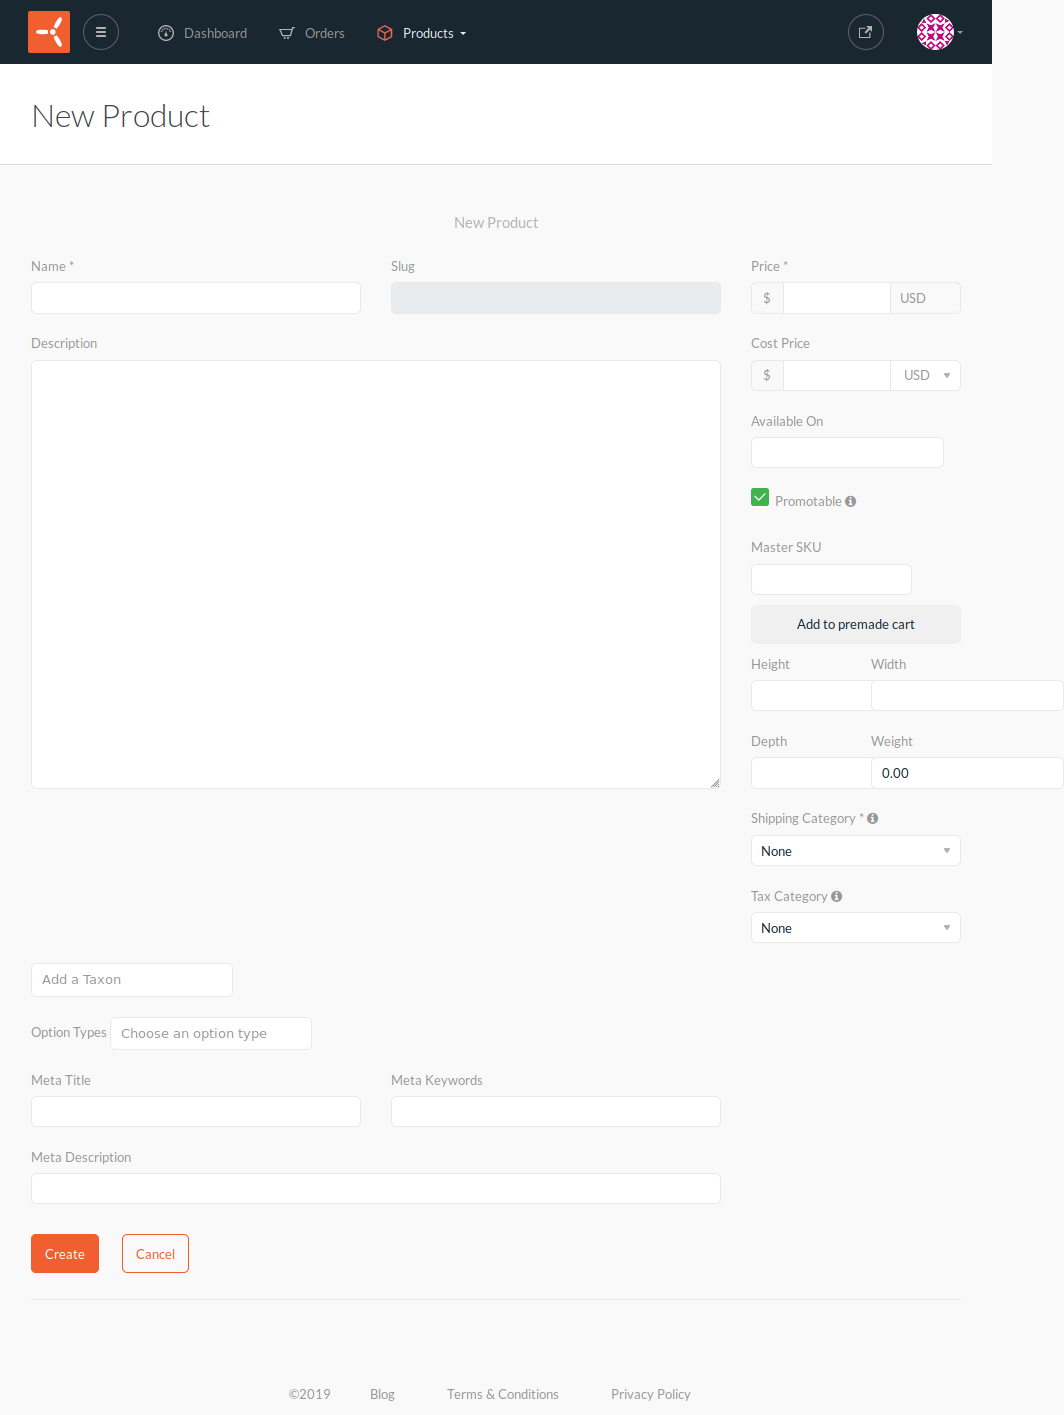 Dashboard Orders Products
New Product
New Product
Name * Slug Price *
$ USD
Description Cost Price
$ USD
Available On
Promotable
Master SKU
Add to premade cart
Height Width
Depth Weight
0.00
Shipping Category *
None
Tax Category
None
Add a Taxon
Option Types Choose an option type
Meta Title Meta Keywords
Meta Description
Create Cancel
©2019 Blog Terms & Conditions Privacy Policy